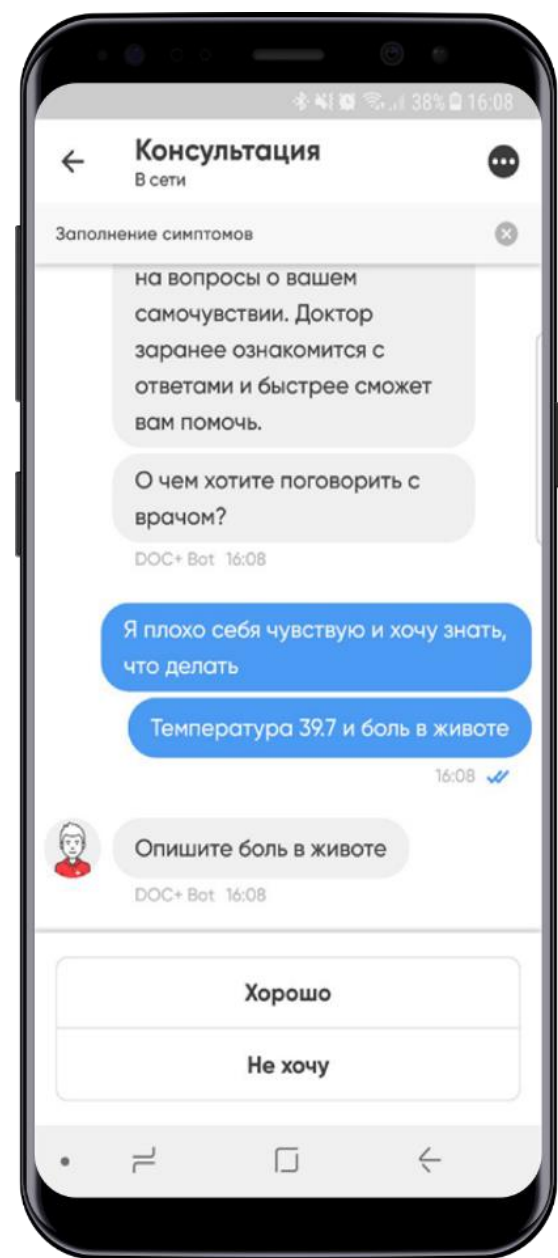 38% 16:08
Консультация
В сети
Заполнение симптомов
на вопросы о вашем
самочувствии. Доктор
заранее ознакомится с
ответами и быстрее сможет
вам помочь.
О чем хотите поговорить с
врачом?
DOC+ Bot 16:08
Я плохо себя чувствую и хочу знать,
что делать
Температура 39.7 и боль в животе
16:08
Опишите боль в животе
DOC+ Bot 16:08
Хорошо
Не хочу